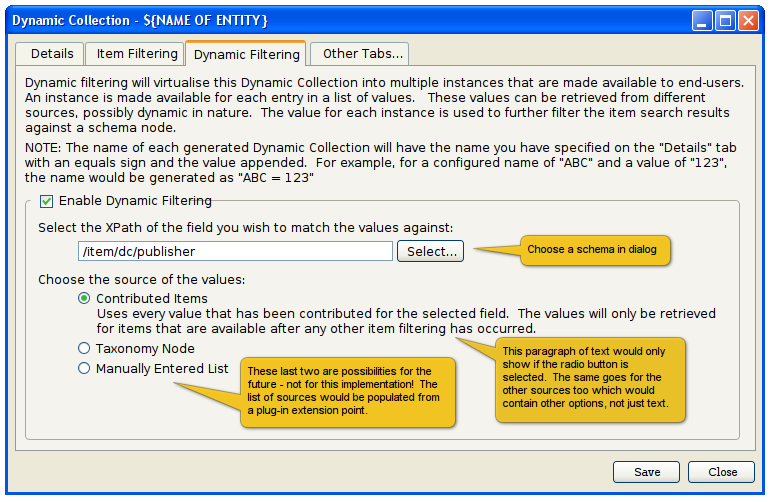 Dynamic Collection - ${NAME OF ENTITY}
Details
Item Filtering
Dynamic Filtering
Other Tabs...
Dynamic filtering will virtualise this Dynamic Collection into multiple instances that are made available to end-users.
An instance is made available for each entry in a list of values.   These values can be retrieved from different
sources, possibly dynamic in nature.  The value for each instance is used to further filter the item search results
against a schema node.
NOTE: The name of each generated Dynamic Collection will have the name you have specified on the "Details" tab
with an equals sign and the value appended.  For example, for a configured name of "ABC" and a value of "123",
the name would be generated as "ABC = 123"
Enable Dynamic Filtering
Select the XPath of the field you wish to match the values against:
/item/dc/publisher
Select...
Choose a schema in dialog
Choose the source of the values:
Contributed Items
Uses every value that has been contributed for the selected field.  The values will only be retrieved
for items that are available after any other item filtering has occurred.
Taxonomy Node
Manually Entered List
These last two are possibilities for the
future - not for this implementation!  The
list of sources would be populated from
a plug-in extension point.
This paragraph of text would only
show if the radio button is
selected.  The same goes for the
other sources too which would
contain other options, not just text.
Save
Close